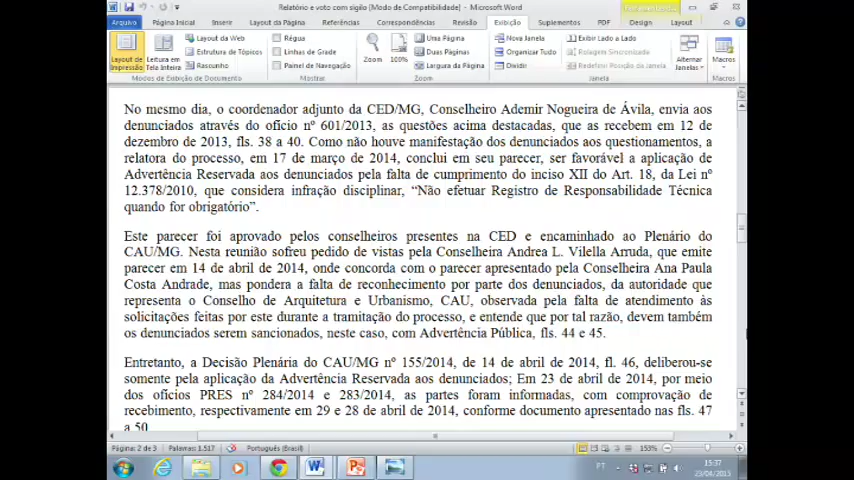 Relatório e voto com sigilo [Modo de Compatibilidade] - Microsoft Word
Arquivo Página Inicial Inserir Layout da Página Referências Correspondências Revisão Exibição Suplementos PDF Design Layout
Layout de Impressão
Leitura em Tela Inteira
Layout da Web
Estrutura de Tópicos
Rascunho
Modos de Exibição de Documento
Régua
Linhas de Grade
Painel de Navegação
Mostrar
Zoom
100%
Uma Página
Duas Páginas
Largura da Página
Zoom
Nova Janela
Organizar Tudo
Dividir
Exibir Lado a Lado
Rolagem Sincronizada
Redefinir Posição da Janela
Janela
Alternar Janelas
Macros
Macros
No mesmo dia, o coordenador adjunto da CED/MG, Conselheiro Ademir Nogueira de Ávila, envia aos
denunciados através do ofício nº 601/2013, as questões acima destacadas, que as recebem em 12 de
dezembro de 2013, fls. 38 a 40. Como não houve manifestação dos denunciados aos questionamentos, a
relatora do processo, em 17 de março de 2014, conclui em seu parecer, ser favorável a aplicação de
Advertência Reservada aos denunciados pela falta de cumprimento do inciso XII do Art. 18, da Lei nº
12.378/2010, que considera infração disciplinar, “Não efetuar Registro de Responsabilidade Técnica
quando for obrigatório”.
Este parecer foi aprovado pelos conselheiros presentes na CED e encaminhado ao Plenário do
CAU/MG. Nesta reunião sofreu pedido de vistas pela Conselheira Andrea L. Vilella Arruda, que emite
parecer em 14 de abril de 2014, onde concorda com o parecer apresentado pela Conselheira Ana Paula
Costa Andrade, mas pondera a falta de reconhecimento por parte dos denunciados, da autoridade que
representa o Conselho de Arquitetura e Urbanismo, CAU, observada pela falta de atendimento às
solicitações feitas por este durante a tramitação do processo, e entende que por tal razão, devem também
os denunciados serem sancionados, neste caso, com Advertência Pública, fls. 44 e 45.
Entretanto, a Decisão Plenária do CAU/MG nº 155/2014, de 14 de abril de 2014, fl. 46, deliberou-se
somente pela aplicação da Advertência Reservada aos denunciados; Em 23 de abril de 2014, por meio
dos ofícios PRES nº 284/2014 e 283/2014, as partes foram informadas, com comprovação de
recebimento, respectivamente em 29 e 28 de abril de 2014, conforme documento apresentado nas fls. 47
a 50
Página: 2 de 3 Palavras: 1.517 Português (Brasil) 153%
PT 15:37
23/04/2015